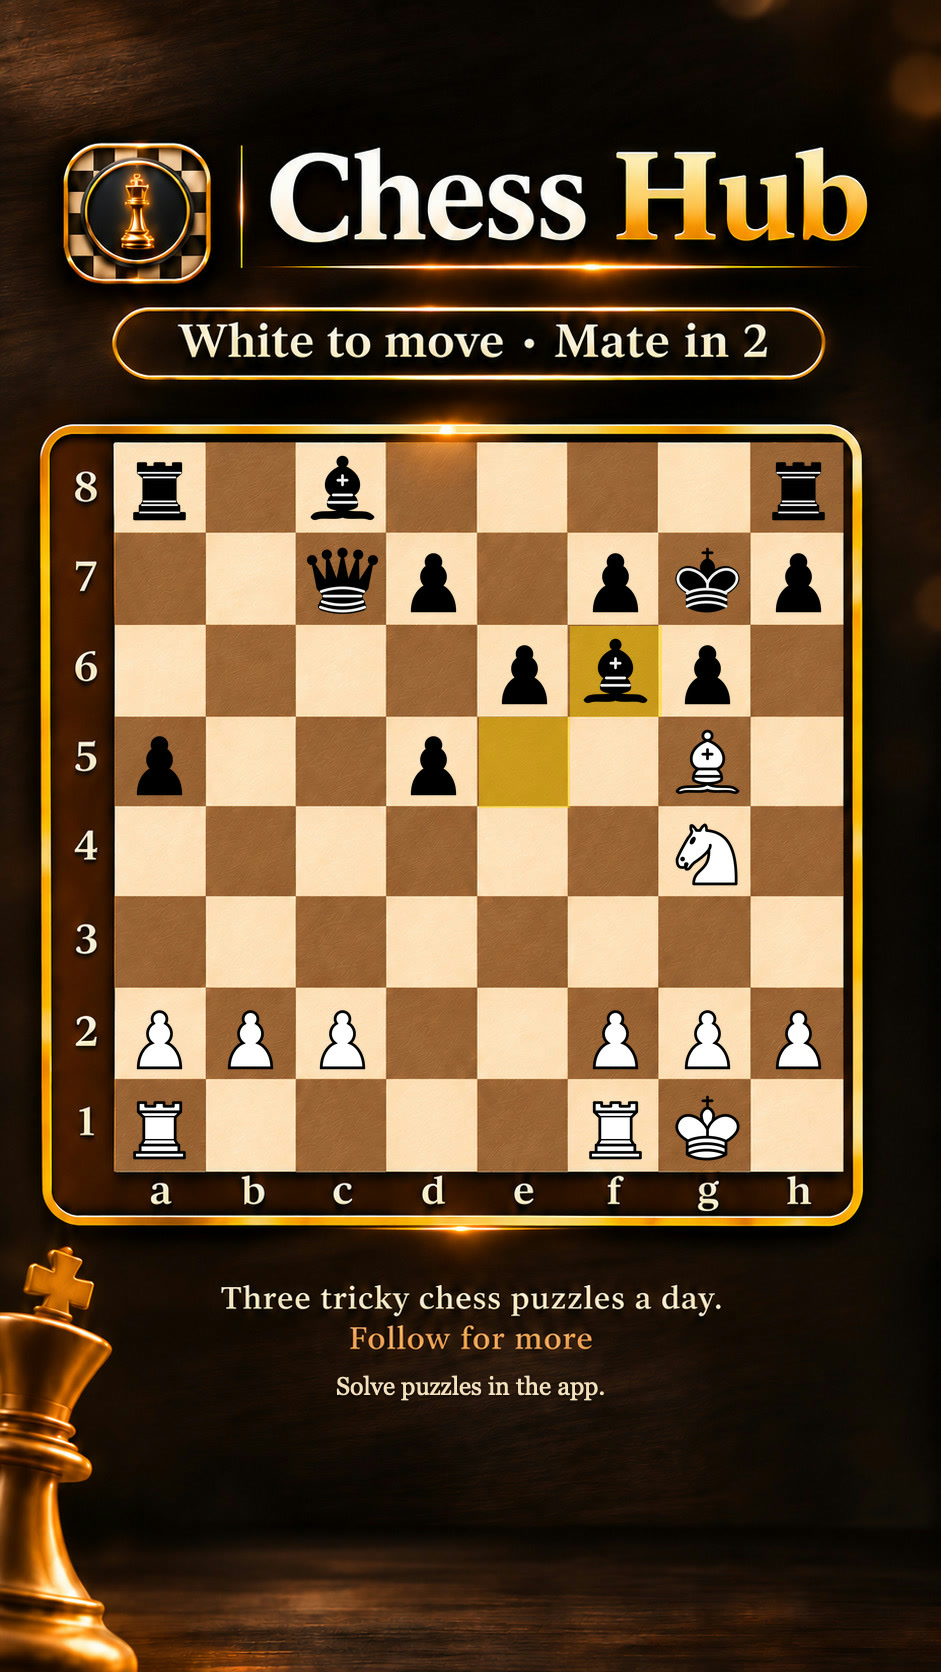 Chess Hub
White to move • Mate in 2
8
7
6
5
4
3
2
1
a b c d e f g h
Three tricky chess puzzles a day.
Follow for more
Solve puzzles in the app.